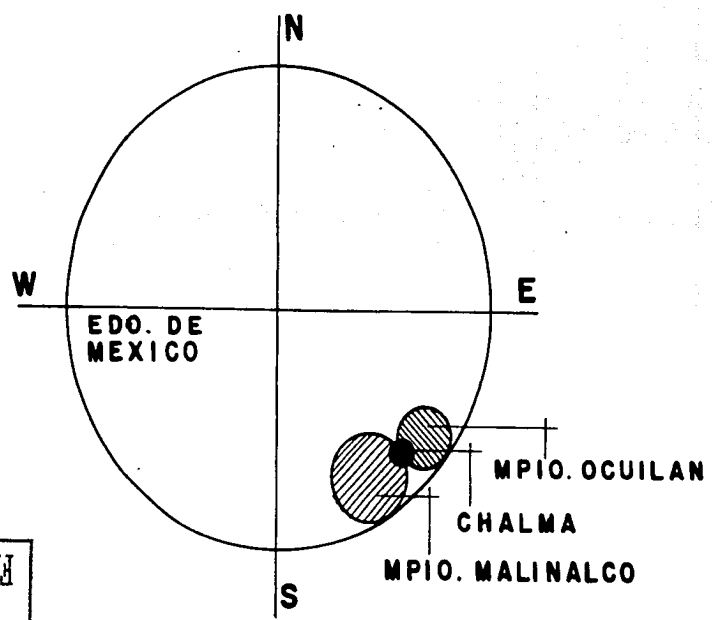 N
W
E
EDO. DE
MEXICO
MPIO. OCUILAN
CHALMA
MPIO. MALINALCO
S